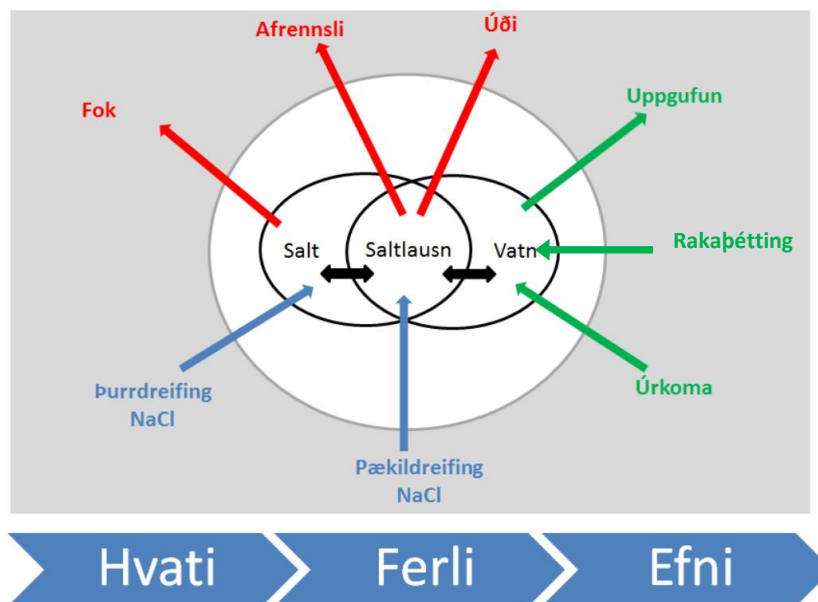 Afrennsli
Úði
Fok
Uppgufun
Salt
Saltlausn
Vatn
Rakaþétting
Þurrdreifing
NaCl
Úrkoma
Pækildreifing
NaCl
Hvati
Ferli
Efni